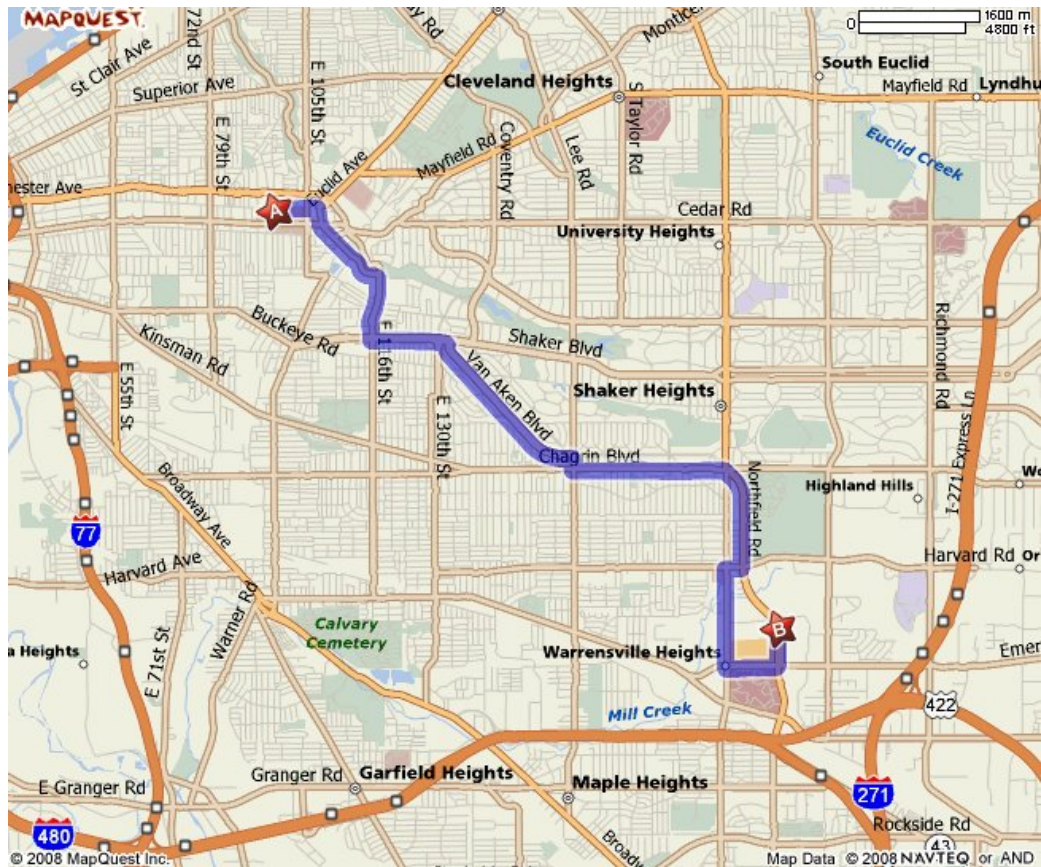 MAPQUEST.
0
1600 m
4800 ft
72nd St
St Clair Ave
E 105th St
Superior Ave
Cleveland Heights
South Euclid
Mayfield Rd
S Taylor Rd
E 79th St
Coventry Rd
Lee Rd
Mayfield Rd
Euclid Ave
Euclid Creek
A
Cedar Rd
University Heights
Buckeye Rd
Kinsman Rd
Shaker Blvd
Richmond Rd
E 116th St
E 55th St
Van Aken Blvd
Shaker Heights
E 130th St
I-271 Express Ln
Chagrin Blvd
Northfield Rd
Highland Hills
Broadway Ave
77
Harvard Ave
Harvard Rd
Warner Rd
Calvary
Cemetery
B
Warrensville Heights
E 71st St
Mill Creek
422
Granger Rd
Garfield Heights
Maple Heights
E Granger Rd
271
480
Rockside Rd
43
© 2008 MapQuest Inc.
Map Data © 2008 NAVTEQ or AND